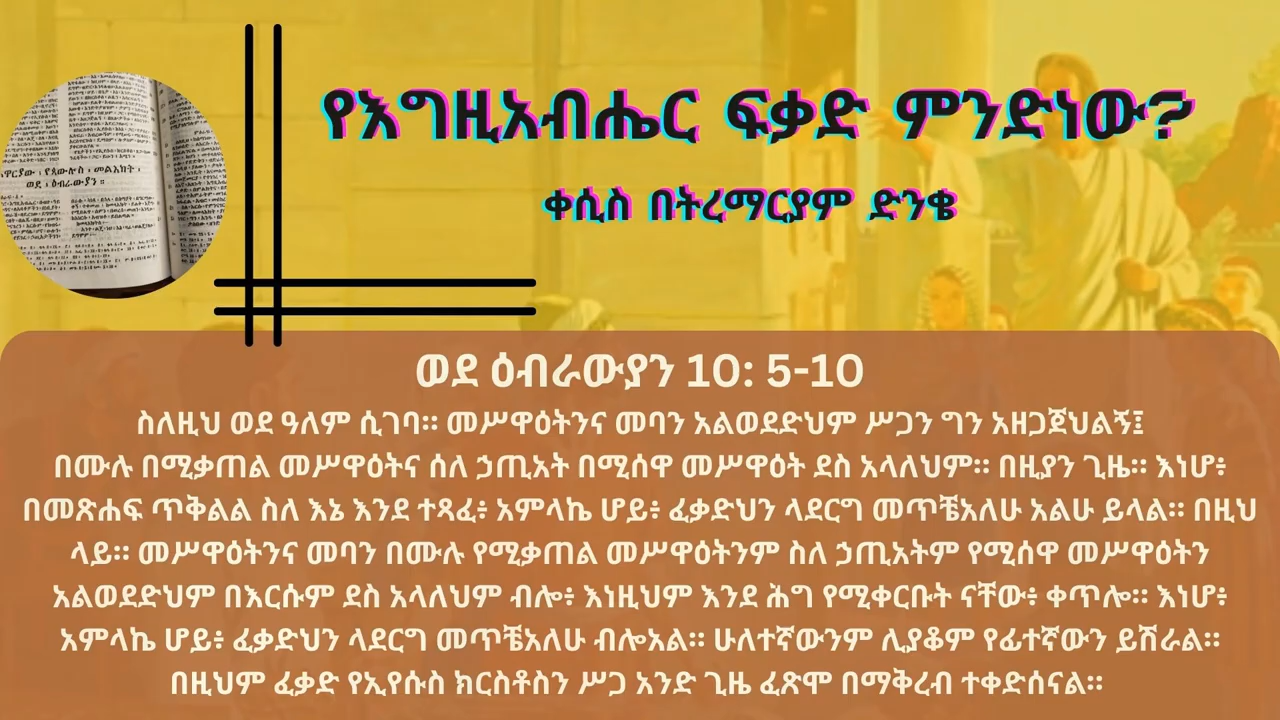 የእግዚአብሔር ፍቃድ ምንድነው?
ቀሲስ በትረማርያም ድንቄ
ወደ ዕብራውያን ።
ወደ ዕብራውያን 10: 5-10
ስለዚህ ወደ ዓለም ሲገባ። መሥዋዕትንና መባን አልወደድህም ሥጋን ግን አዘጋጀህልኝ፤
በሙሉ በሚቃጠል መሥዋዕትና ሰለ ኃጢአት በሚሰዋ መሥዋዕት ደስ አላለህም። በዚያን ጊዜ። እነሆ፥
በመጽሐፍ ጥቅልል ስለ እኔ እንደ ተጻፈ፥ አምላኬ ሆይ፥ ፈቃድህን ላደርግ መጥቼአለሁ አልሁ ይላል። በዚህ
ላይ። መሥዋዕትንና መባን በሙሉ የሚቃጠል መሥዋዕትንም ስለ ኃጢአትም የሚሰዋ መሥዋዕትን
አልወደድህም በእርሱም ደስ አላለህም ብሎ፥ እነዚህም እንደ ሕግ የሚቀርቡት ናቸው፥ ቀጥሎ። እነሆ፥
አምላኬ ሆይ፥ ፈቃድህን ላደርግ መጥቼአለሁ ብሎአል። ሁለተኛውንም ሊያቆም የፊተኛውን ይሽራል።
በዚህም ፈቃድ የኢየሱስ ክርስቶስን ሥጋ አንድ ጊዜ ፈጽሞ በማቅረብ ተቀድሰናል።